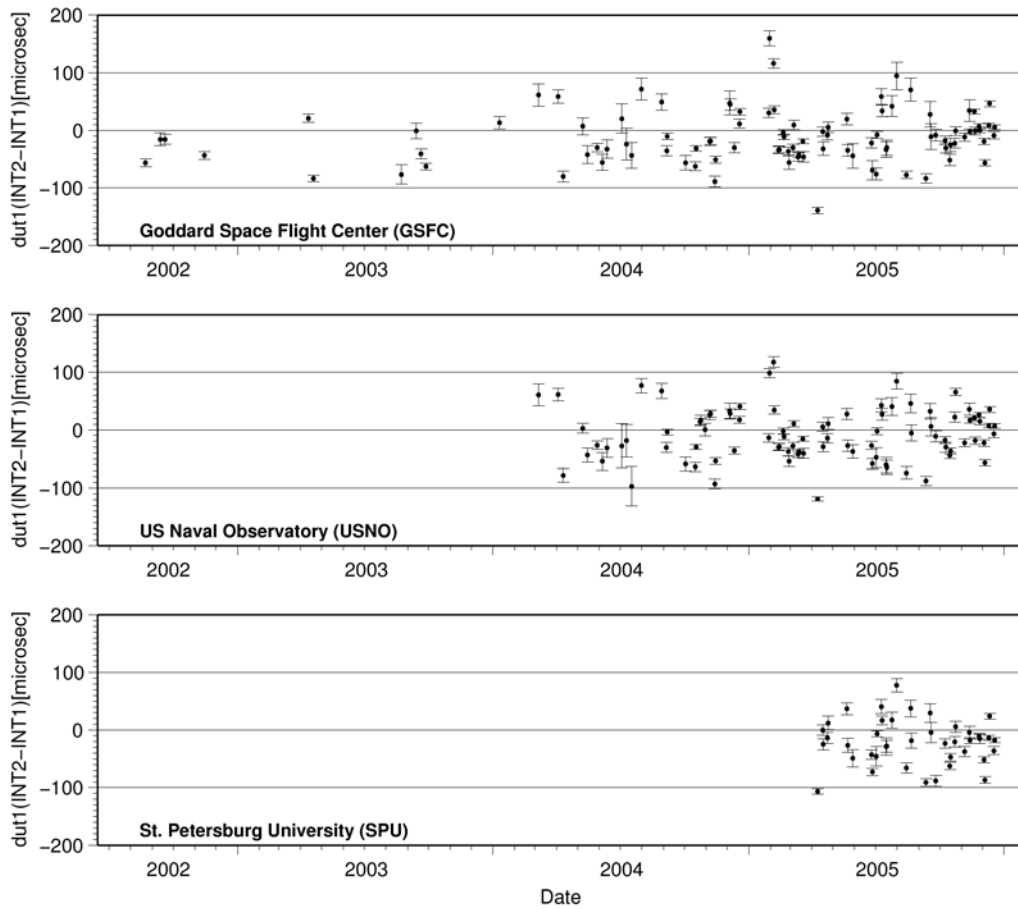 200
100
0
−100
−200
dut1(INT2−INT1)[microsec]
Goddard Space Flight Center (GSFC)
2002 2003 2004 2005
200
100
0
−100
−200
dut1(INT2−INT1)[microsec]
US Naval Observatory (USNO)
2002 2003 2004 2005
200
100
0
−100
−200
dut1(INT2−INT1)[microsec]
St. Petersburg University (SPU)
2002 2003 2004 2005
Date